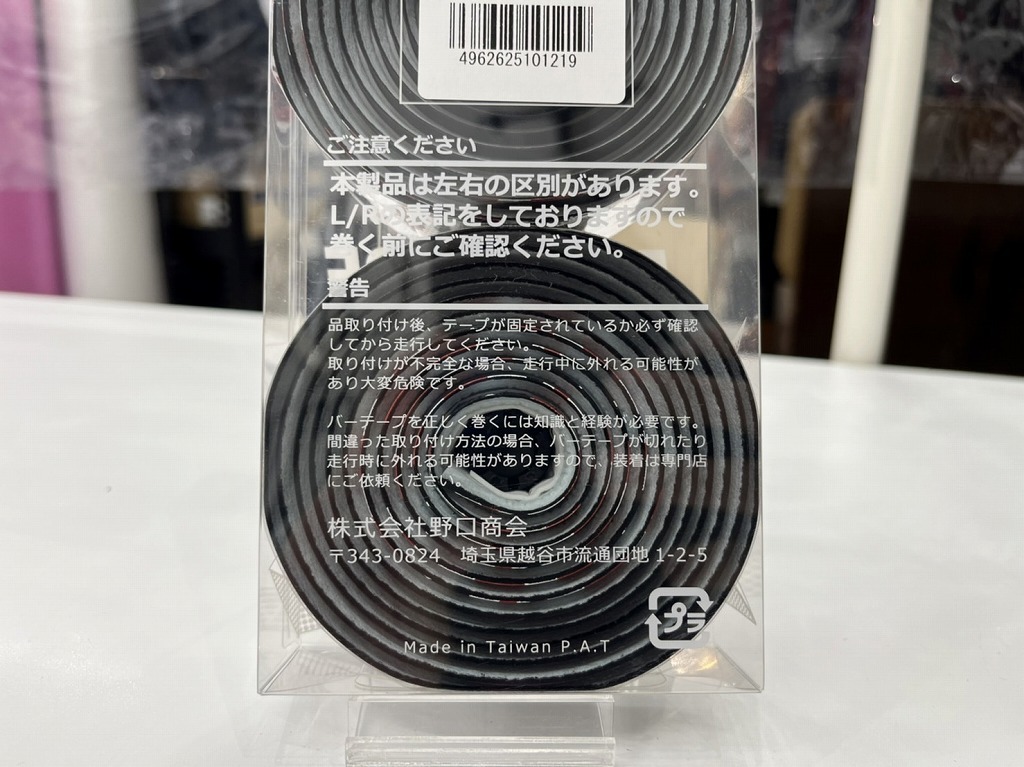 4962625101219
ご注意ください
本製品は左右の区別があります。
L/Rの表記をしておりますので
巻く前にご確認ください。
警告
品取り付け後、テープが固定されているか必ず確認
してから走行してください。
取り付けが不完全な場合、走行中に外れる可能性が
あり大変危険です。
バーテープを正しく巻くには知識と経験が必要です。
間違った取り付け方法の場合、バーテープが切れたり
走行時に外れる可能性がありますので、装着は専門店
にご依頼ください。
株式会社野口商会
〒343-0824 埼玉県越谷市流通団地 1-2-5
プラ
Made in Taiwan P.A.T